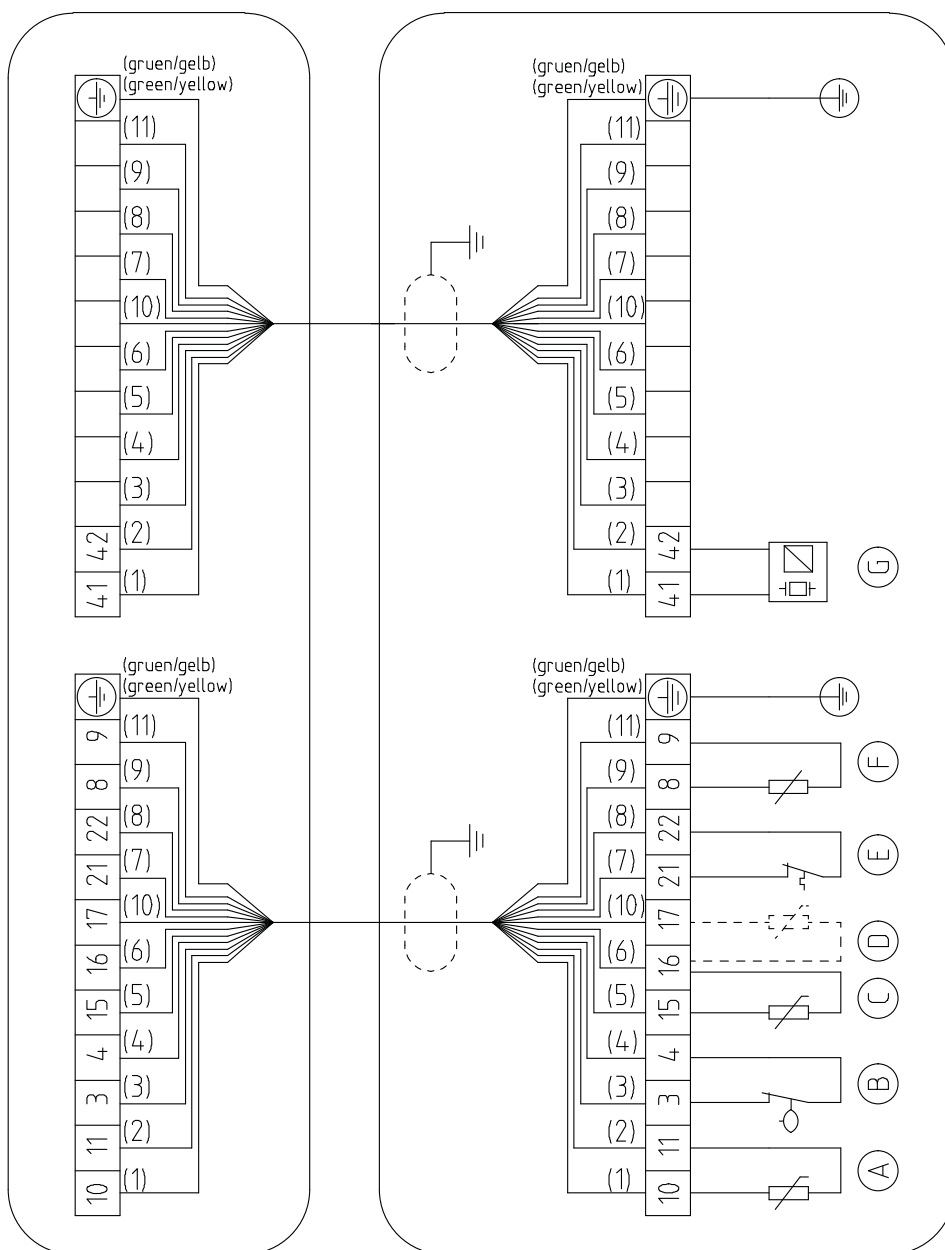 (gruen/gelb) (gruen/gelb)
(green/yellow) (green/yellow)
(11) (11)
(9) (9)
(8) (8)
(7) (7)
(10) (10)
(6) (6)
(5) (5)
(4) (4)
(3) (3)
42 (2) (2) 42
41 (1) (1) 41 G
(gruen/gelb) (gruen/gelb)
(green/yellow) (green/yellow)
9 (11) (11) 9
8 (9) (9) 8 F
22 (8) (8) 22
21 (7) (7) 21 E
17 (10) (10) 17
16 (6) (6) 16 D
15 (5) (5) 15 C
4 (4) (4) 4
3 (3) (3) 3 B
11 (2) (2) 11
10 (1) (1) 10 A